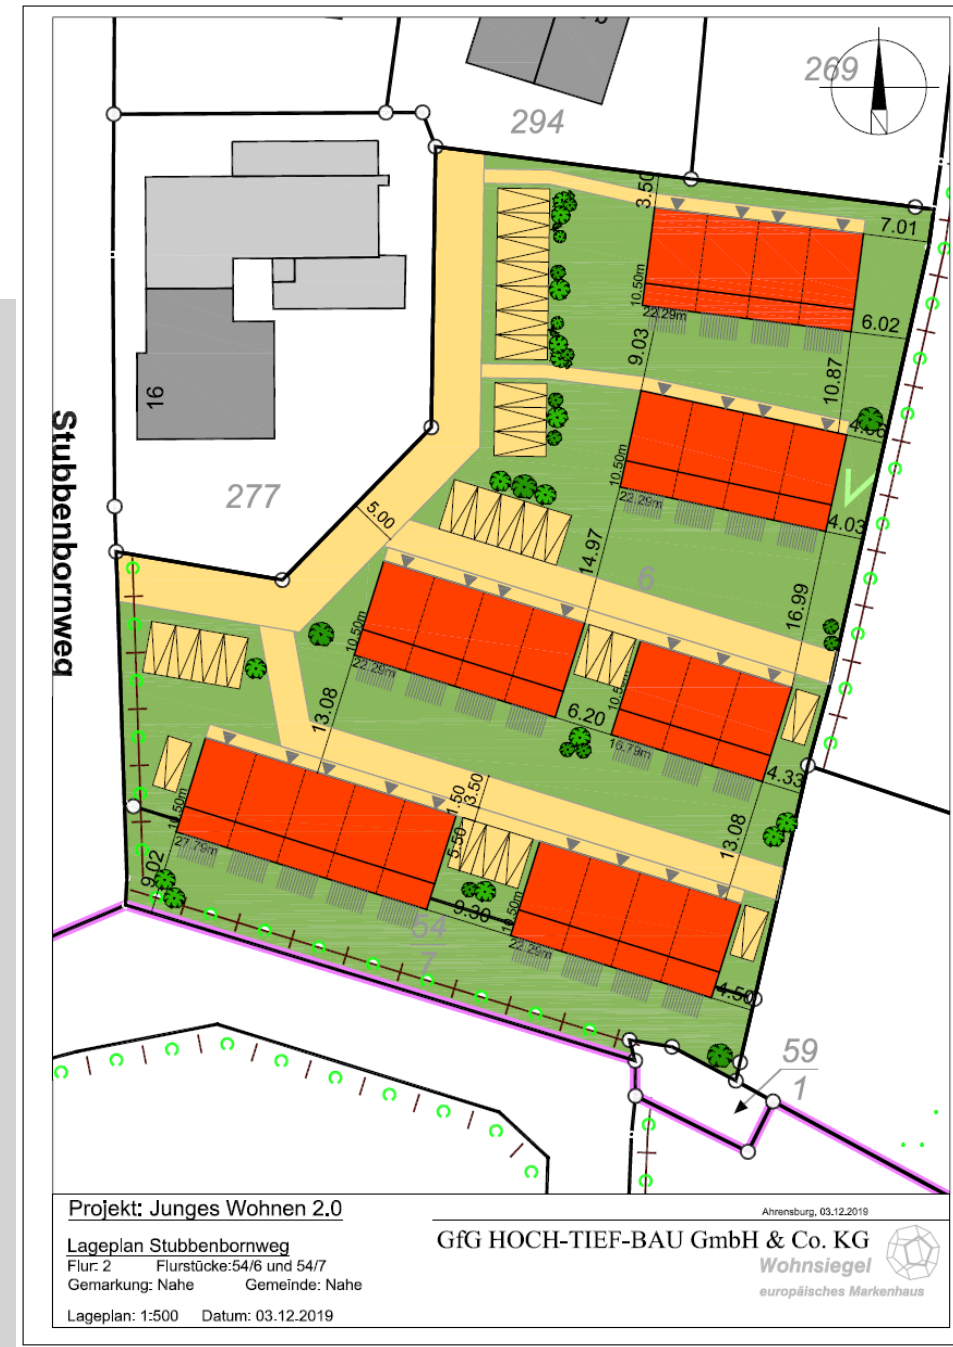 269
294
3.50
7.01
10.50m
22.29m
6.02
9.03
10.87
16
Stubbenbornweg
277
10.50m
22.29m
4.03
5.00
14.97
6
16.99
10.50m
22.29m
13.08
6.20
16.79m
4.33
13.08
1.50
3.50
5.50
10.50m
27.79m
9.02
9.30
10.50m
22.29m
4.50
54
7
59
1
Projekt: Junges Wohnen 2.0
Ahrensburg, 03.12.2019
Lageplan Stubbenbornweg
GfG HOCH-TIEF-BAU GmbH & Co. KG
Flur: 2 Flurstücke:54/6 und 54/7
Wohnsiegel
Gemarkung: Nahe Gemeinde: Nahe
europäisches Markenhaus
Lageplan: 1:500 Datum: 03.12.2019